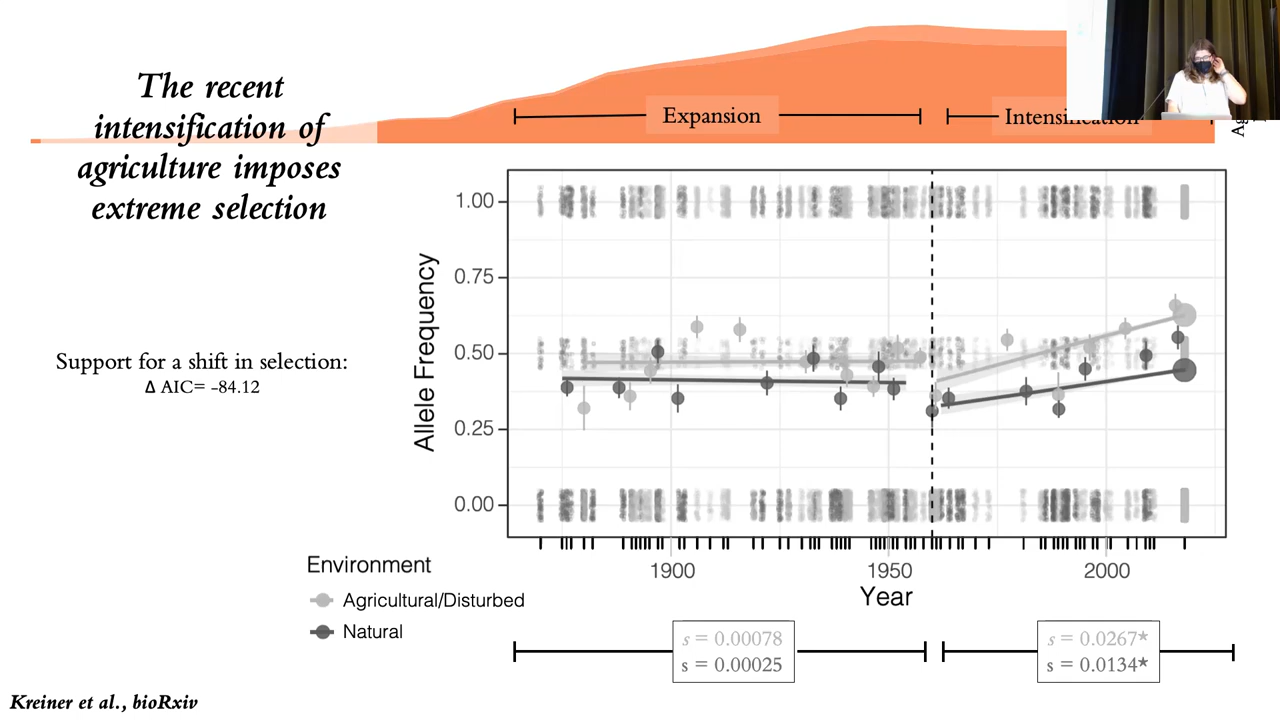 The recent
intensification of
agriculture imposes
extreme selection
Expansion
Support for a shift in selection:
Δ AIC= -84.12
Allele Frequency
1.00
0.75
0.50
0.25
0.00
1900
1950
2000
Year
Environment
Agricultural/Disturbed
Natural
s = 0.00078
s = 0.00025
s = 0.0267*
s = 0.0134*
Kreiner et al., bioRxiv